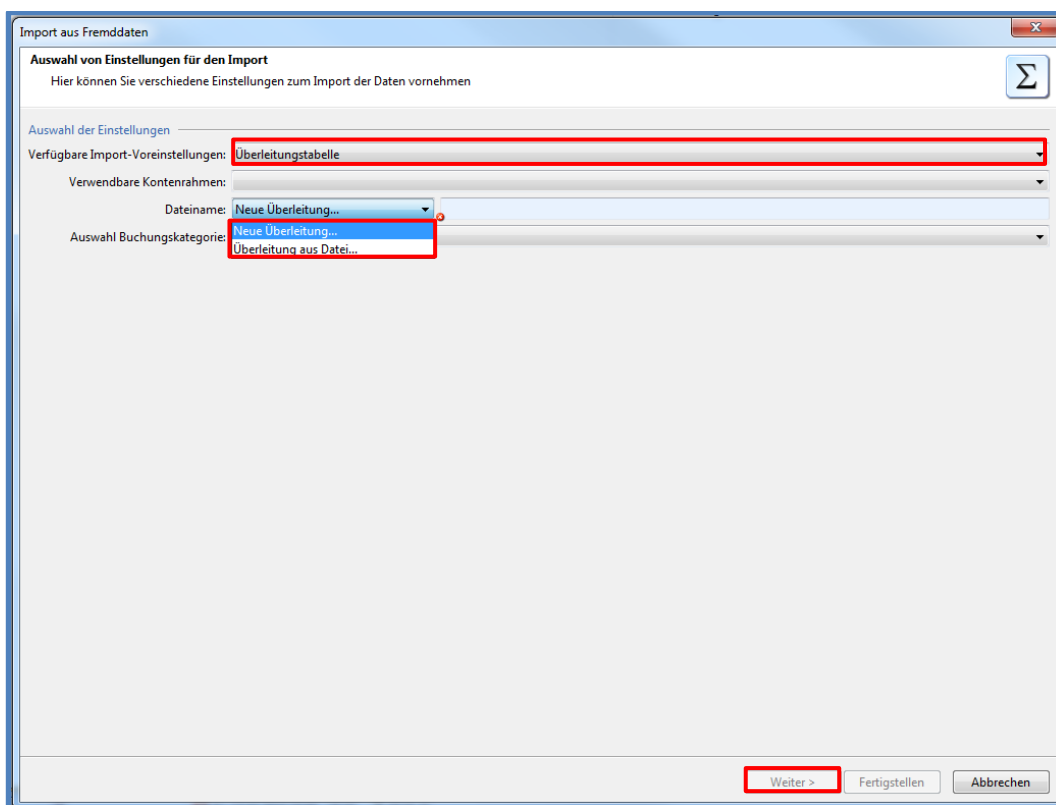 Import aus Fremddaten
Auswahl von Einstellungen für den Import
Hier können Sie verschiedene Einstellungen zum Import der Daten vornehmen
Σ
Auswahl der Einstellungen
Verfügbare Import-Voreinstellungen: Überleitungstabelle
Verwendbare Kontenrahmen:
Dateiname: Neue Überleitung...
Neue Überleitung...
Auswahl Buchungskategorie:
Überleitung aus Datei...
Weiter > Fertigstellen Abbrechen